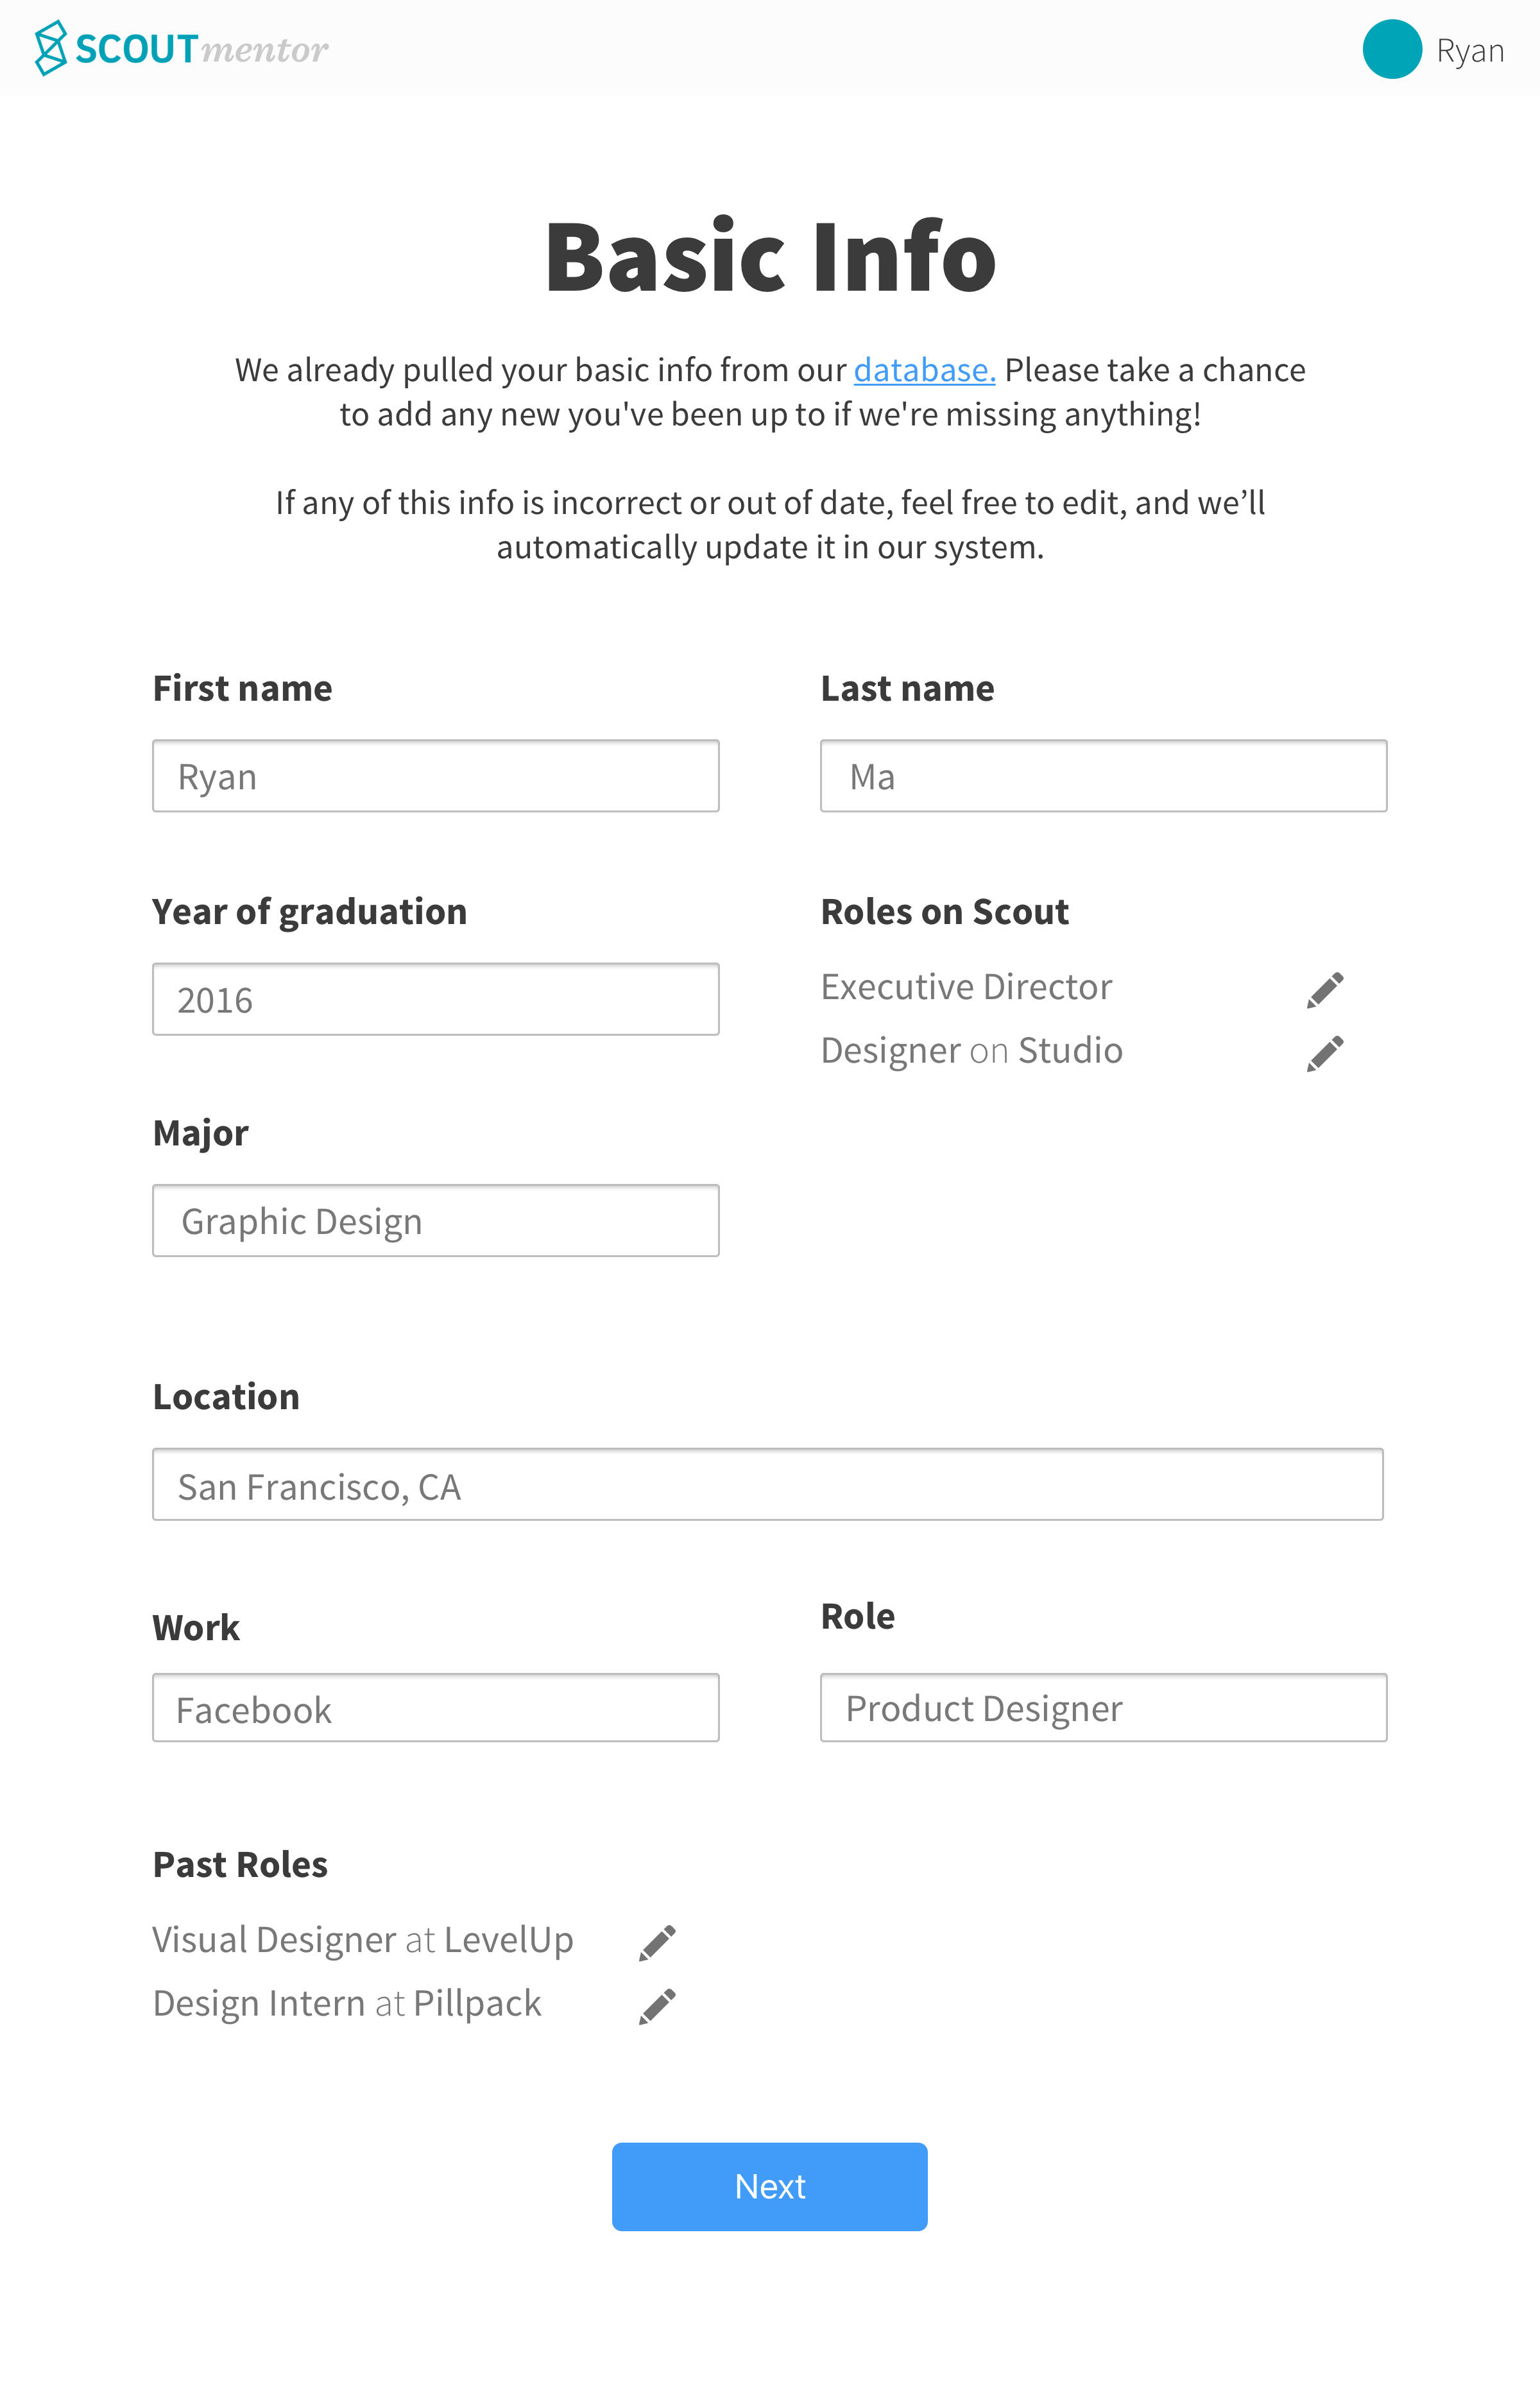 SCOUT mentor
Ryan
Basic Info
We already pulled your basic info from our database. Please take a chance
to add any new you've been up to if we're missing anything!
If any of this info is incorrect or out of date, feel free to edit, and we’ll
automatically update it in our system.
First name
Ryan
Last name
Ma
Year of graduation
2016
Roles on Scout
Executive Director
Designer on Studio
Major
Graphic Design
Location
San Francisco, CA
Work
Facebook
Role
Product Designer
Past Roles
Visual Designer at LevelUp
Design Intern at Pillpack
Next